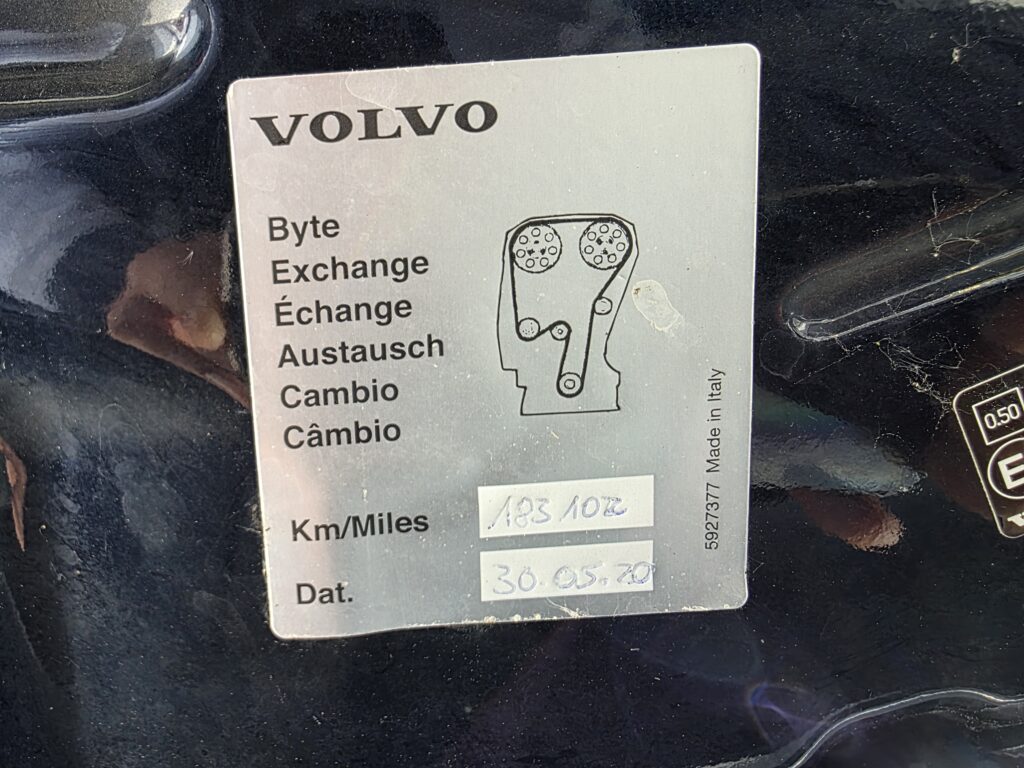 VOLVO
Byte
Exchange
Échange
Austausch
Cambio
Câmbio
Km/Miles 183 102
Dat. 30.05.20
5927377 Made in Italy
0.50
E